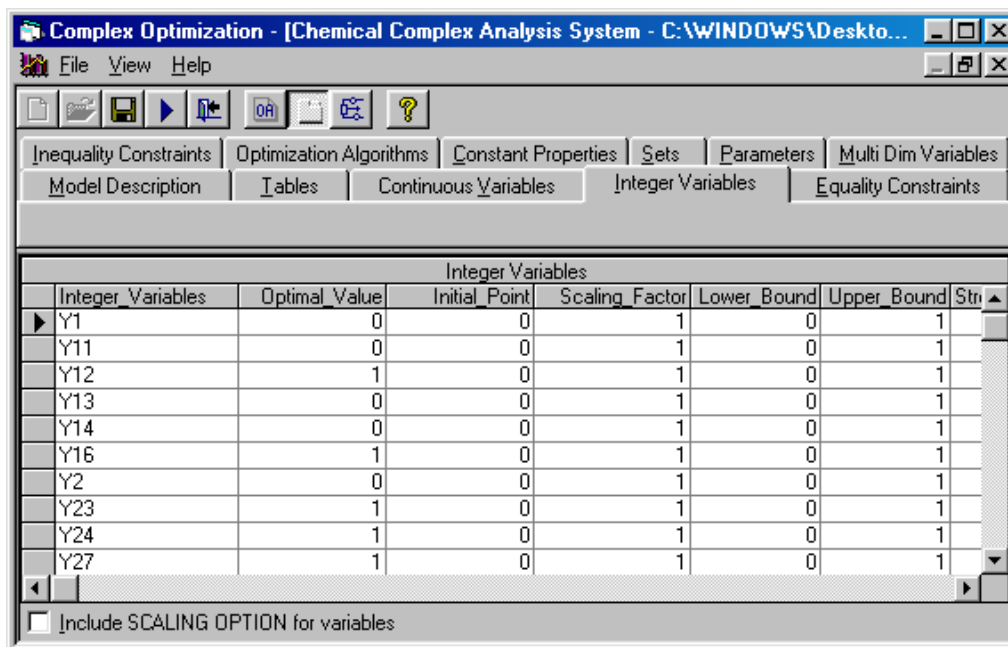 Complex Optimization - [Chemical Complex Analysis System - C:\WINDOWS\Deskto...
File View Help
OA ?
Inequality Constraints Optimization Algorithms Constant Properties Sets Parameters Multi Dim Variables
Model Description Tables Continuous Variables Integer Variables Equality Constraints
Integer Variables
Integer_Variables Optimal_Value Initial_Point Scaling_Factor Lower_Bound Upper_Bound Str
Y1 0 0 1 0 1
Y11 0 0 1 0 1
Y12 1 0 1 0 1
Y13 0 0 1 0 1
Y14 0 0 1 0 1
Y16 1 0 1 0 1
Y2 0 0 1 0 1
Y23 1 0 1 0 1
Y24 1 0 1 0 1
Y27 1 0 1 0 1
Include SCALING OPTION for variables